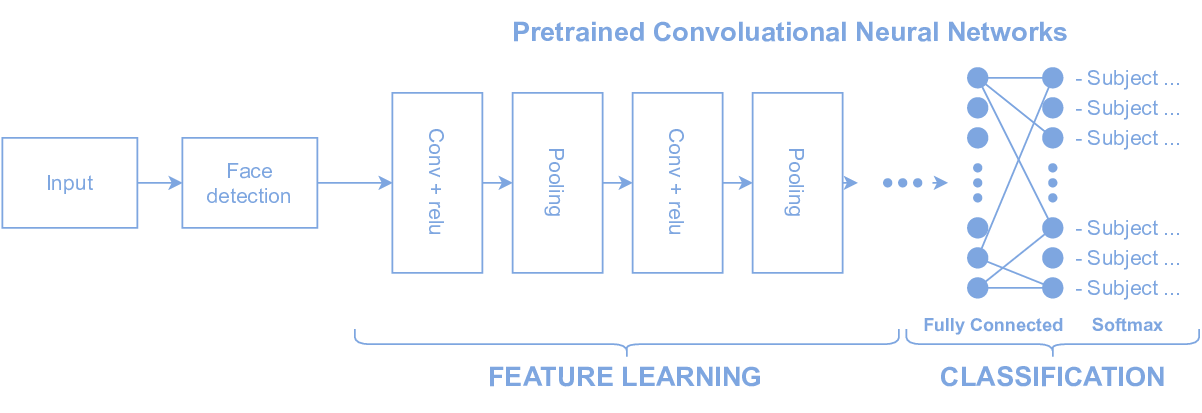 Pretrained Convoluational Neural Networks
Input
Face
detection
Conv + relu
Pooling
Conv + relu
Pooling
- Subject ...
- Subject ...
- Subject ...
- Subject ...
- Subject ...
- Subject ...
Fully Connected
Softmax
FEATURE LEARNING
CLASSIFICATION